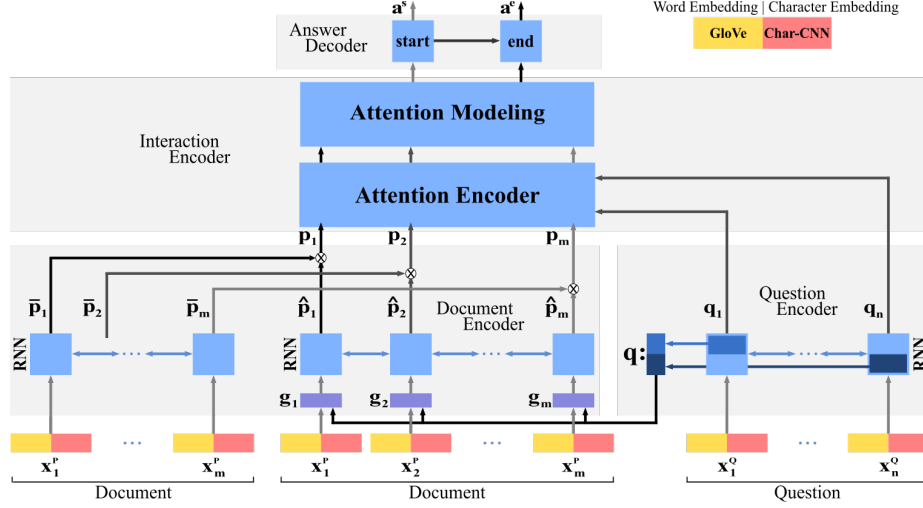 aˢ aᵉ
Word Embedding | Character Embedding
Answer
Decoder
start
end
GloVe
Char-CNN
Attention Modeling
Interaction
Encoder
Attention Encoder
p₁ p₂ pₘ
p̄₁ p̄₂ p̄ₘ
p̂₁ p̂₂ p̂ₘ
Document
Encoder
Question
Encoder
q₁ qₙ
RNN
...
RNN
...
q:
...
RNN
g₁ g₂ gₘ
... ... ...
x₁ᴾ xₘᴾ x₁ᴾ x₂ᴾ xₘᴾ x₁Q xₙQ
Document
Document
Question